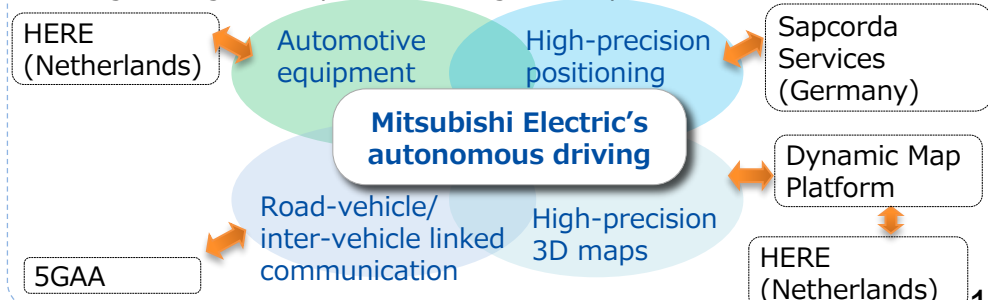 HERE
(Netherlands)
Automotive
equipment
High-precision
positioning
Sapcorda
Services
(Germany)
Mitsubishi Electric's
autonomous driving
Dynamic Map
Platform
Road-vehicle/
inter-vehicle linked
communication
High-precision
3D maps
5GAA
HERE
(Netherlands)